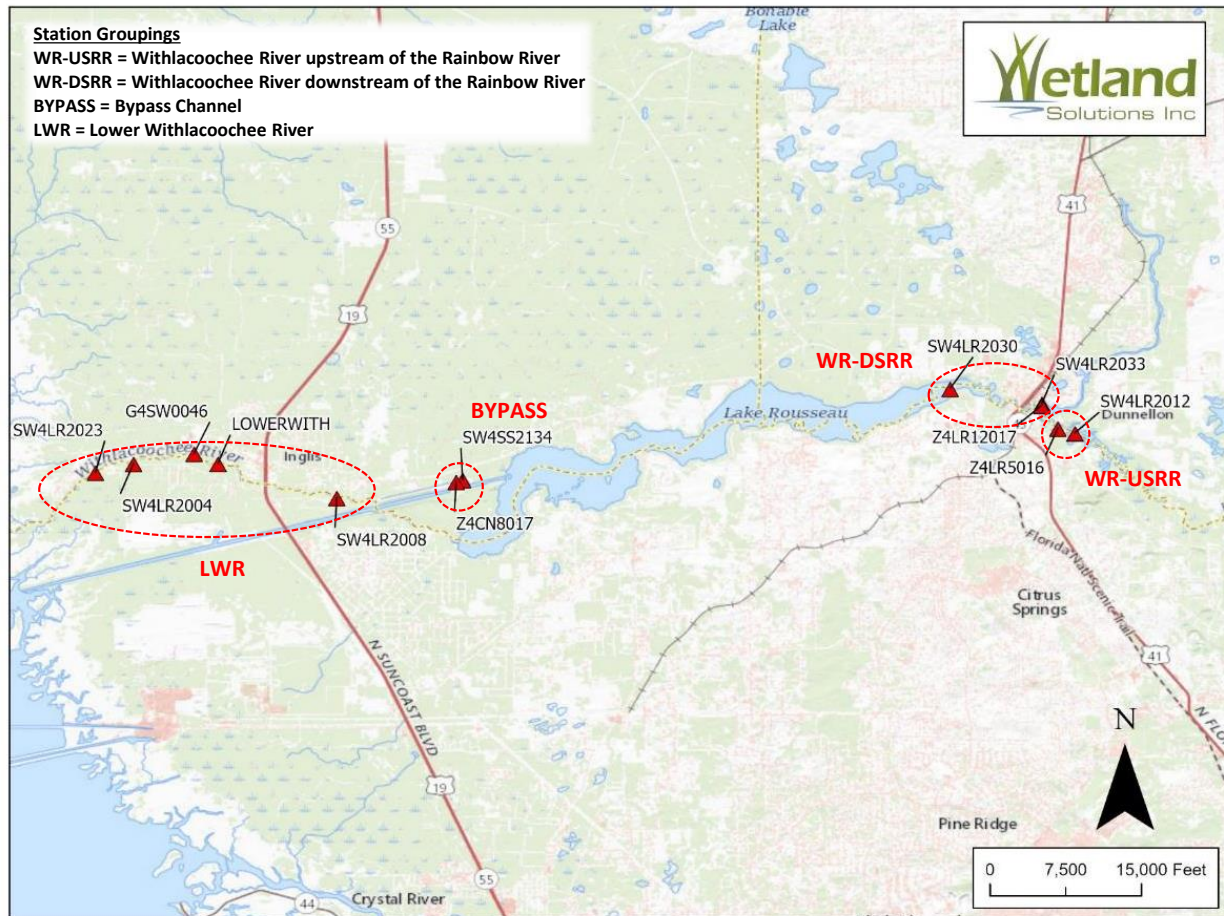 Station Groupings
WR-USRR = Withlacoochee River upstream of the Rainbow River
WR-DSRR = Withlacoochee River downstream of the Rainbow River
BYPASS = Bypass Channel
LWR = Lower Withlacoochee River
Bonable
Lake
Wetland
Solutions Inc
55
41
19
WR-DSRR
SW4LR2030
SW4LR2033
SW4LR2012
Dunnellon
Z4LR12017
Z4LR5016
WR-USRR
Lake Rousseau
BYPASS
SW4SS2134
Z4CN8017
G4SW0046
LOWERWITH
SW4LR2023
Withlacoochee River
Inglis
SW4LR2004
SW4LR2008
LWR
Florida Natl Scenic Trail
Citrus
Springs
41
N FLO
N SUNCOAST BLVD
19
N
Pine Ridge
0 7,500 15,000 Feet
55
44
Crystal River